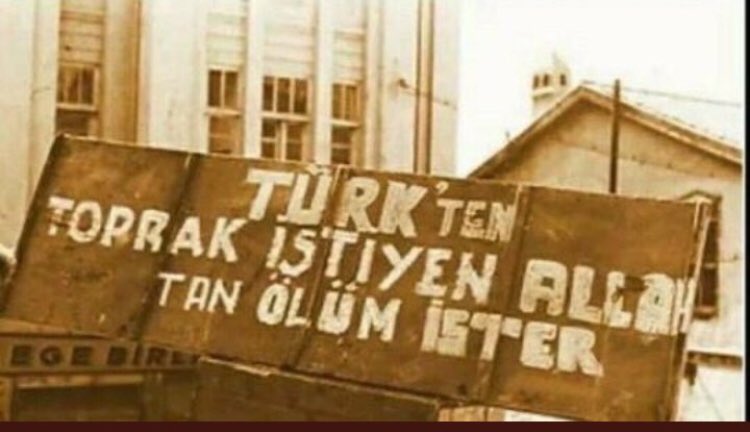 TÜRK'TEN
TOPRAK İSTİYEN ALLAH
TAN ÖLÜM İSTER
EGE BİRL